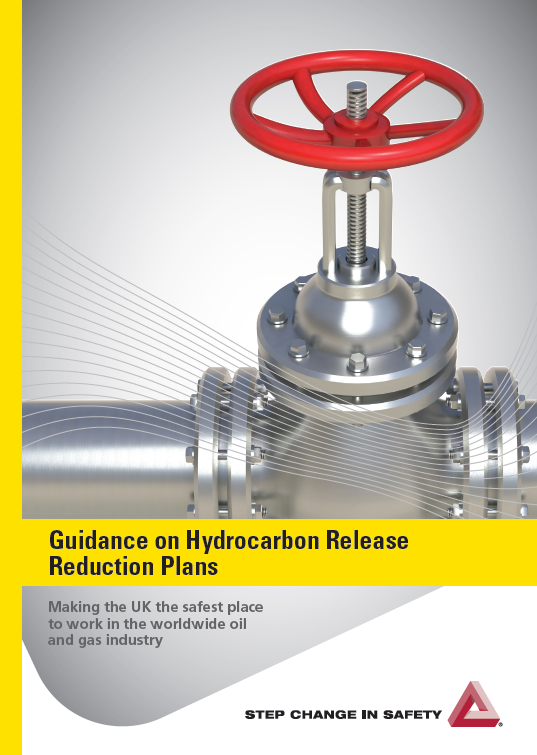 Guidance on Hydrocarbon Release
Reduction Plans
Making the UK the safest place
to work in the worldwide oil
and gas industry
STEP CHANGE IN SAFETY
®